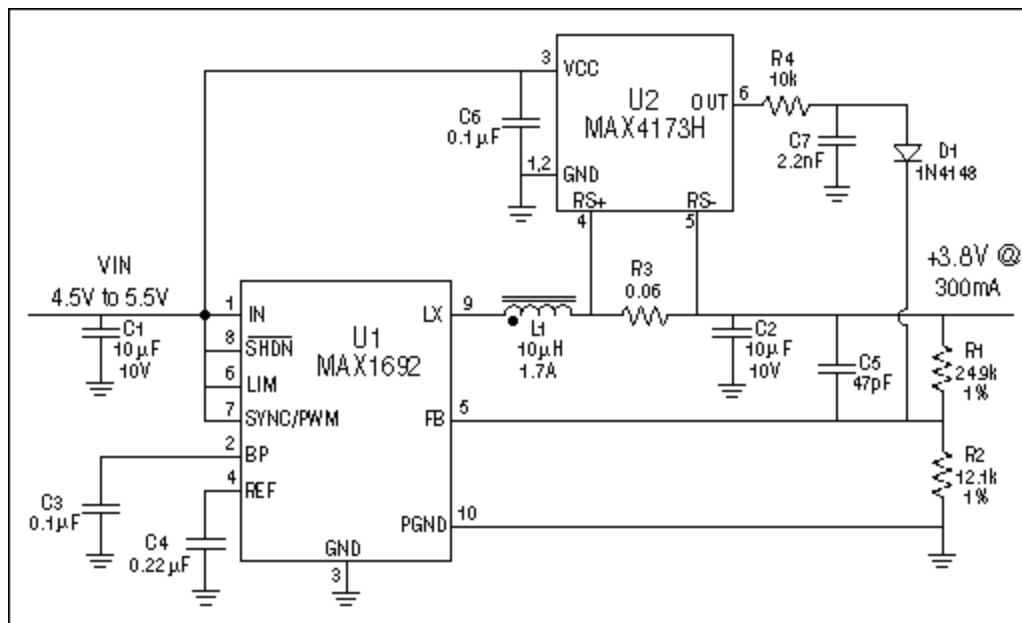 3
VCC
U2
MAX4173H
OUT
6
R4
10k
C6
0.1µF
1,2
GND
RS+
4
RS-
5
C7
2.2nF
D1
1N4148
VIN
4.5V to 5.5V
C1
10µF
10V
1
IN
8
SHDN
6
LIM
7
SYNC/PWM
2
BP
4
REF
U1
MAX1692
LX
9
FB
5
PGND
10
GND
3
L1
10µH
1.7A
R3
0.06
C2
10µF
10V
C5
47pF
+3.8V @
300mA
R1
24.9k
1%
R2
12.1k
1%
C3
0.1µF
C4
0.22µF